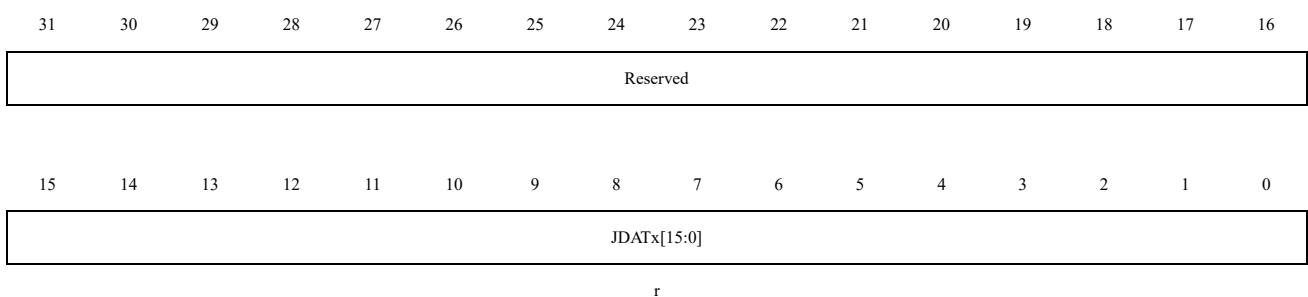 31 30 29 28 27 26 25 24 23 22 21 20 19 18 17 16
Reserved
15 14 13 12 11 10 9 8 7 6 5 4 3 2 1 0
JDATx[15:0]
r